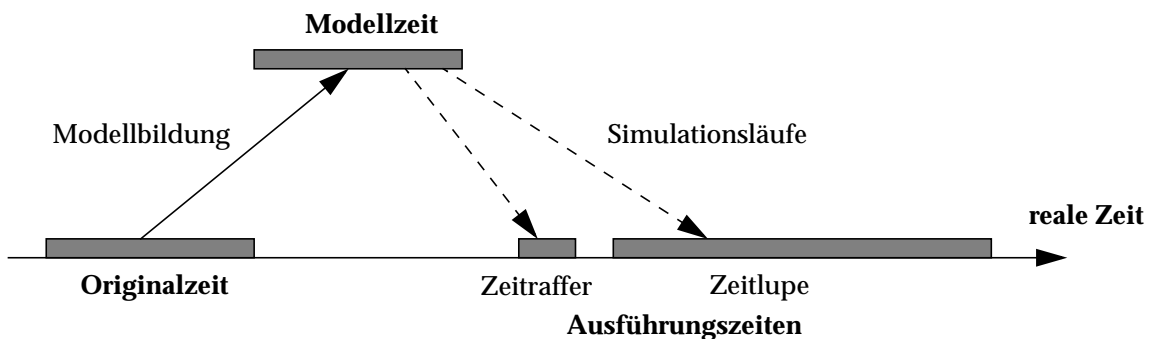 Modellzeit
Modellbildung
Simulationsläufe
reale Zeit
Originalzeit
Zeitraffer
Zeitlupe
Ausführungszeiten